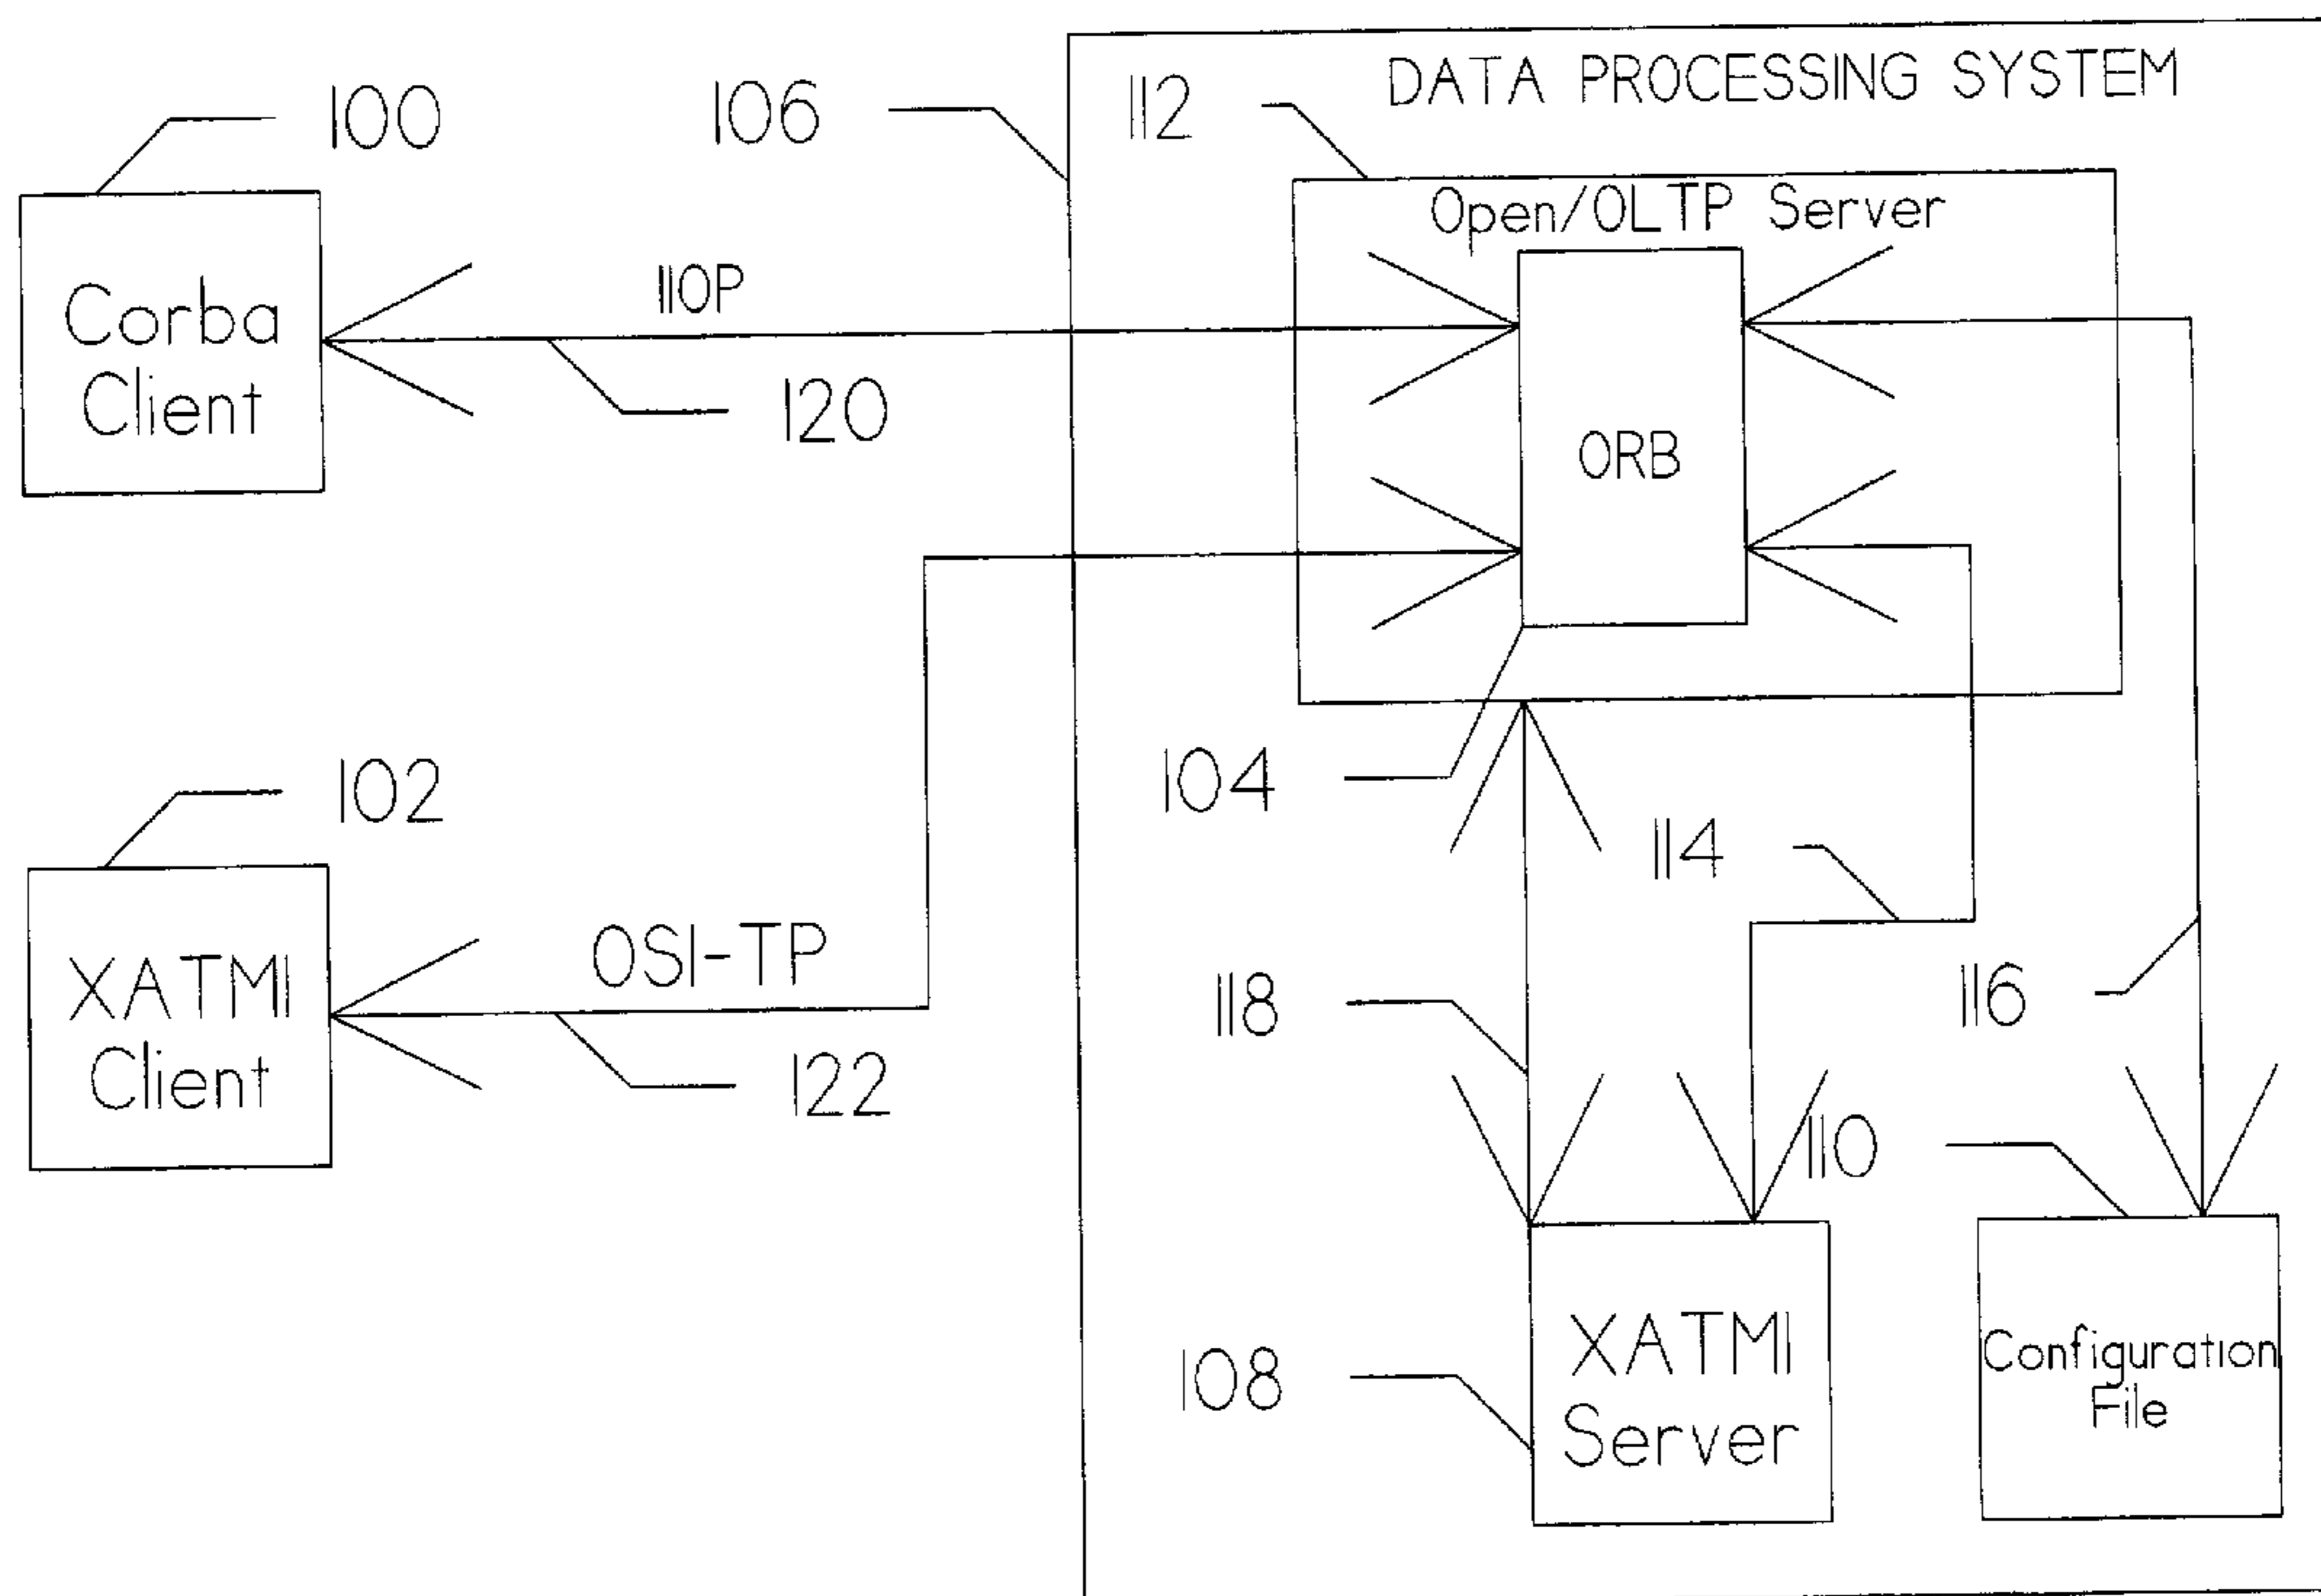 DATA PROCESSING SYSTEM
100
106
112
Open/OLTP Server
Corba
Client
IIOP
120
ORB
102
104
114
XATMI
Client
OSI-TP
122
118
116
110
108
XATMI
Server
Configuration
File